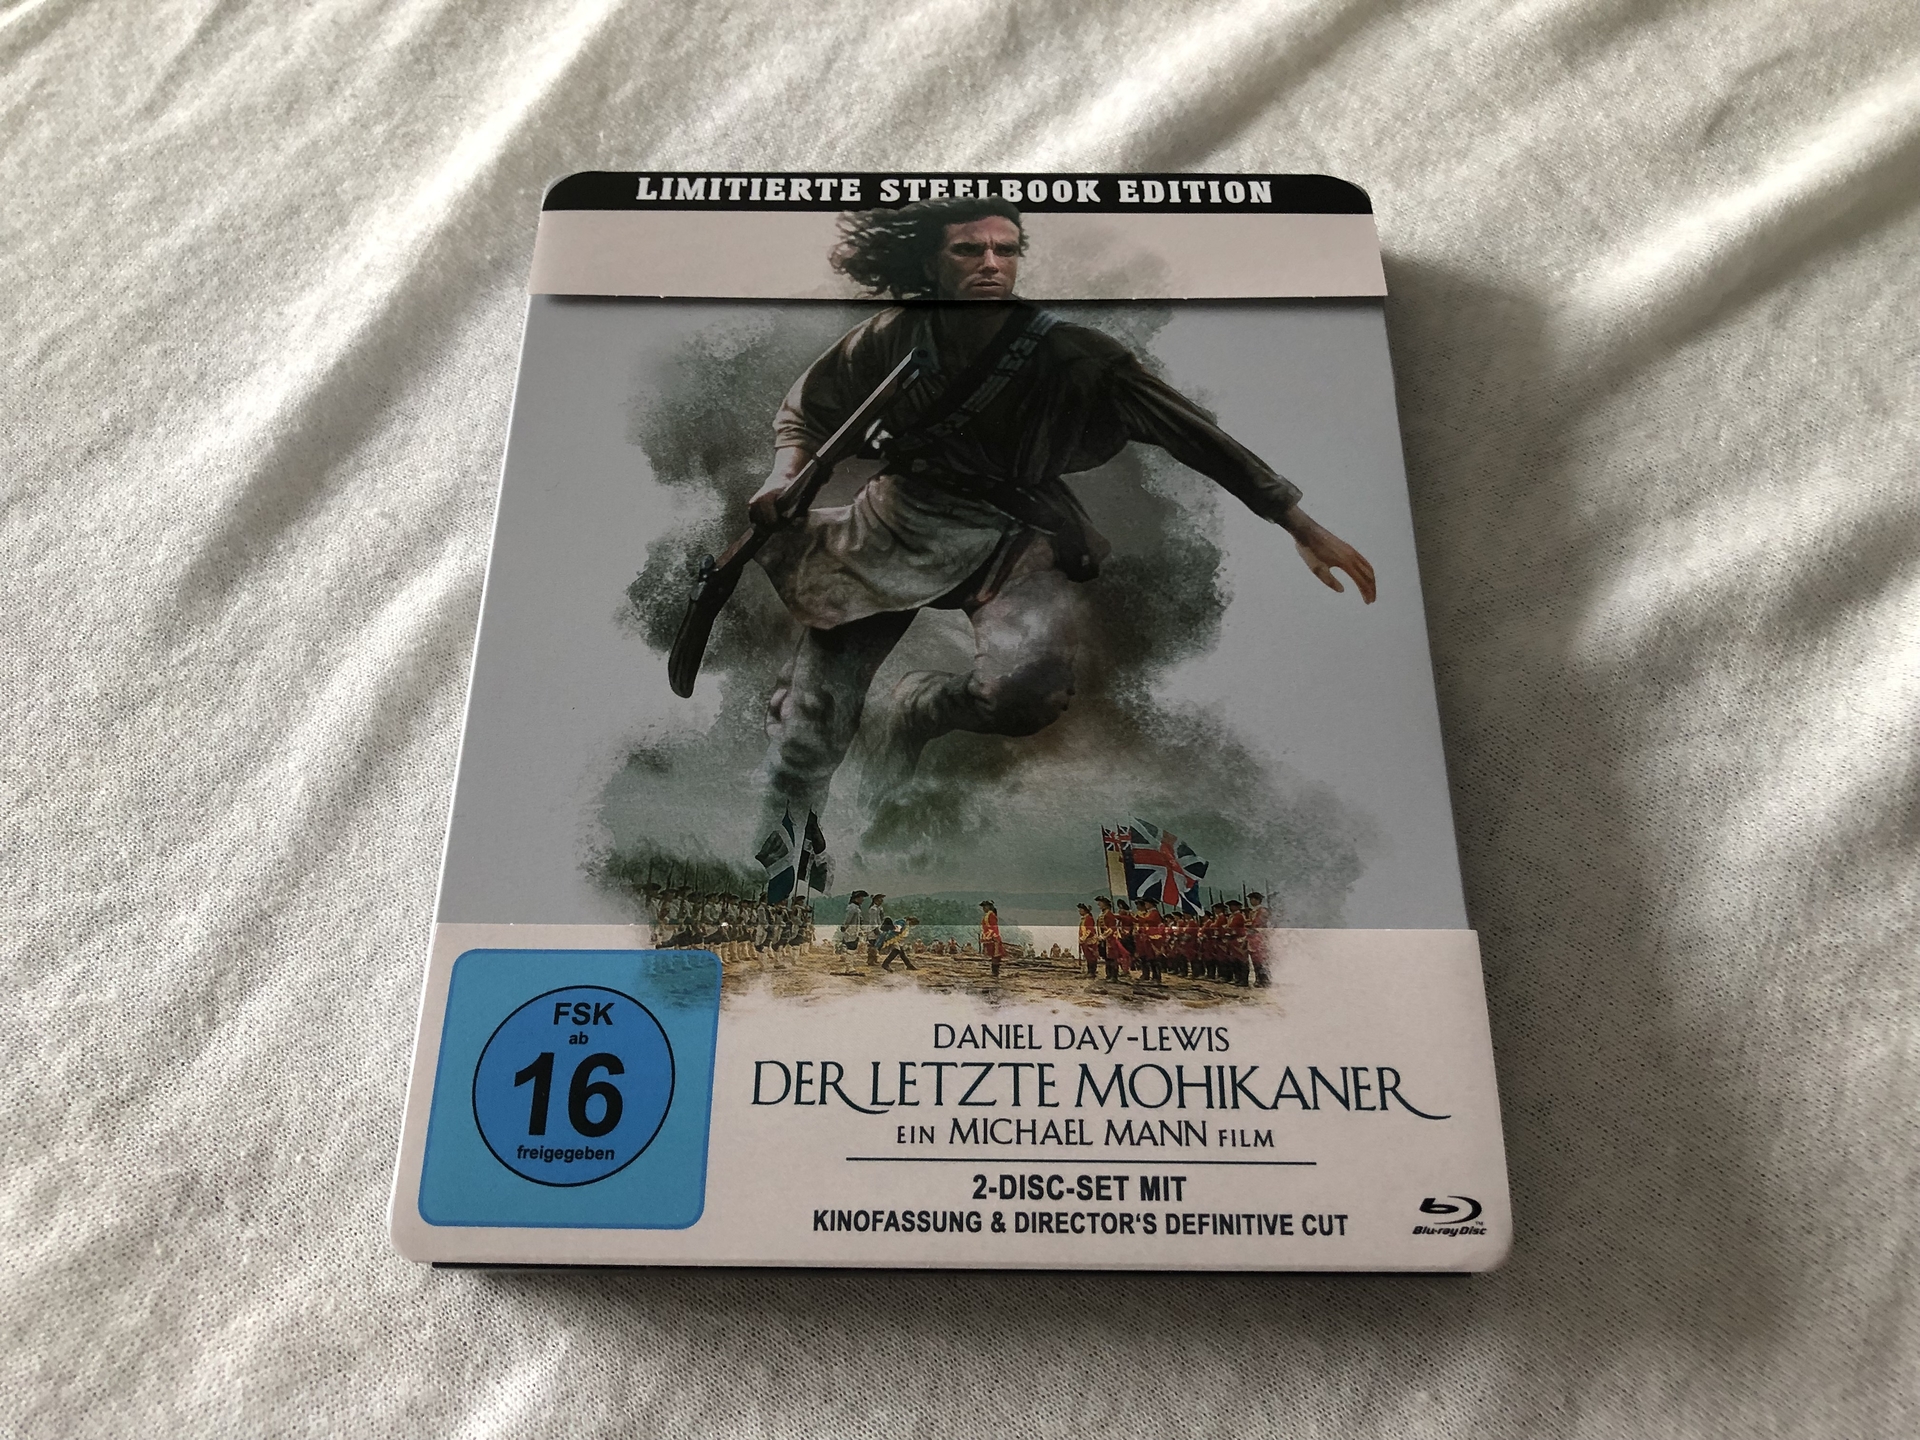 LIMITIERTE STEELBOOK EDITION
FSK
ab
16
freigegeben
DANIEL DAY-LEWIS
DER LETZTE MOHIKANER
EIN MICHAEL MANN FILM
2-DISC-SET MIT
KINOFASSUNG & DIRECTOR'S DEFINITIVE CUT
Blu-ray Disc
TM